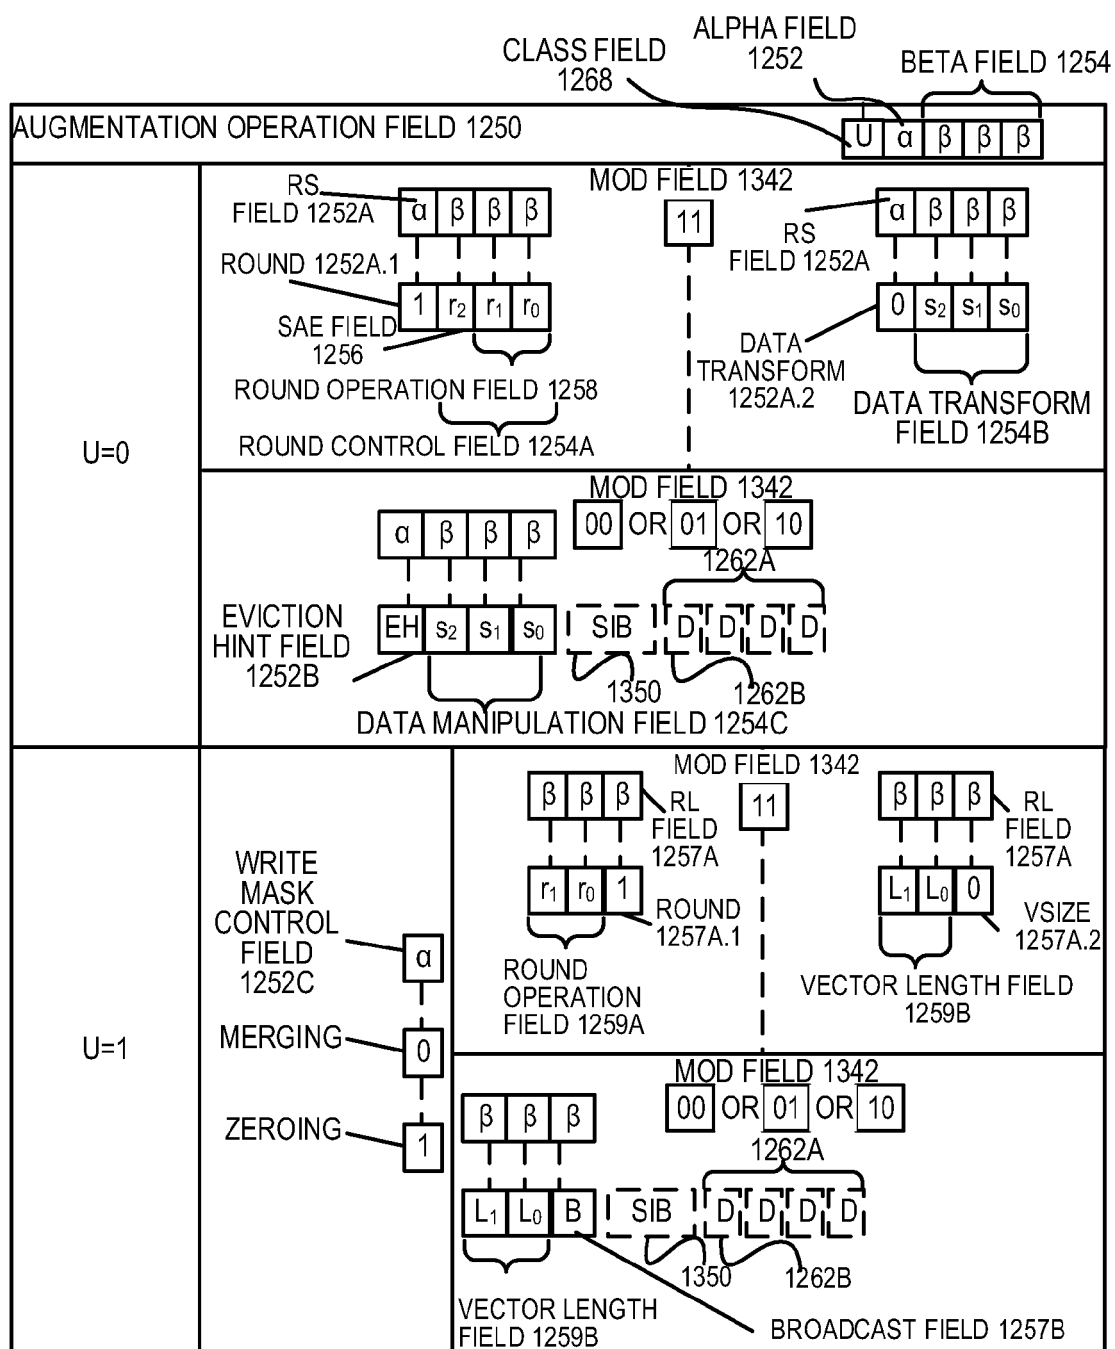 ALPHA FIELD
1252
CLASS FIELD
1268
BETA FIELD 1254
AUGMENTATION OPERATION FIELD 1250
U α β β β
U=0
RS
FIELD 1252A
α β β β
MOD FIELD 1342
11
α β β β
RS
FIELD 1252A
ROUND 1252A.1
1 r2 r1 r0
0 s2 s1 s0
SAE FIELD
1256
DATA
TRANSFORM
1252A.2
ROUND OPERATION FIELD 1258
ROUND CONTROL FIELD 1254A
DATA TRANSFORM
FIELD 1254B
MOD FIELD 1342
00 OR 01 OR 10
α β β β
1262A
EVICTION
HINT FIELD
1252B
EH s2 s1 s0
SIB D D D D
1350
1262B
DATA MANIPULATION FIELD 1254C
U=1
WRITE
MASK
CONTROL
FIELD
1252C
α
MERGING
0
ZEROING
1
MOD FIELD 1342
11
β β β
RL
FIELD
1257A
r1 r0 1
ROUND
1257A.1
ROUND
OPERATION
FIELD 1259A
β β β
RL
FIELD
1257A
L1 L0 0
VSIZE
1257A.2
VECTOR LENGTH FIELD
1259B
MOD FIELD 1342
00 OR 01 OR 10
β β β
1262A
L1 L0 B
SIB D D D D
1350
1262B
VECTOR LENGTH
FIELD 1259B
BROADCAST FIELD 1257B